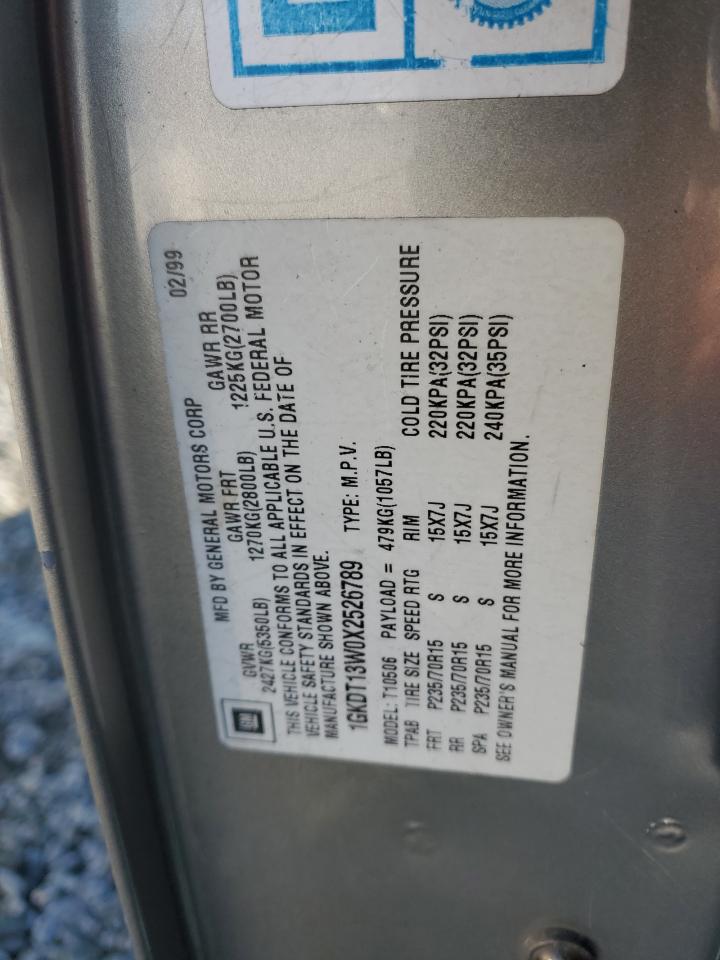 MFD BY GENERAL MOTORS CORP 02/99
GVWR GAWR FRT GAWR RR
2427KG(5350LB) 1270KG(2800LB) 1225KG(2700LB)
THIS VEHICLE CONFORMS TO ALL APPLICABLE U.S. FEDERAL MOTOR
VEHICLE SAFETY STANDARDS IN EFFECT ON THE DATE OF
MANUFACTURE SHOWN ABOVE.
1GKDT13W0X2526789 TYPE: M.P.V.
MODEL: T10506 PAYLOAD = 479KG(1057LB)
TPAB TIRE SIZE SPEED RTG RIM COLD TIRE PRESSURE
FRT P235/70R15 S 15X7J 220KPA(32PSI)
RR P235/70R15 S 15X7J 220KPA(32PSI)
SPA P235/70R15 S 15X7J 240KPA(35PSI)
SEE OWNER'S MANUAL FOR MORE INFORMATION.